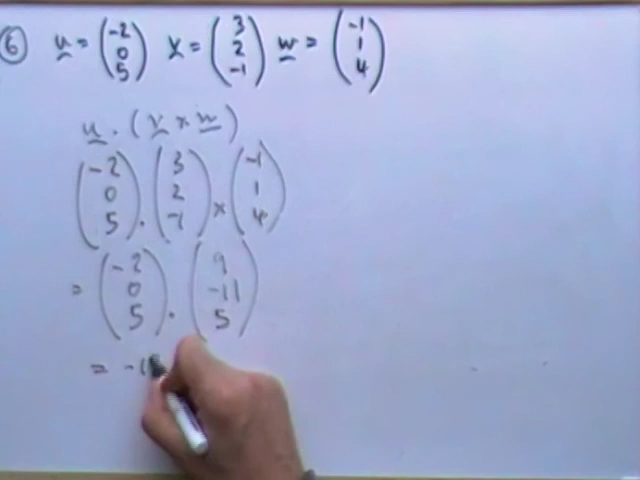 ⑥ u = (-2 0 5) v = (3 2 -1) w = (-1 1 4)
u . (v × w)
(-2 0 5) . (3 2 -1) × (-1 1 4)
= (-2 0 5) . (9 -11 5)
= -1